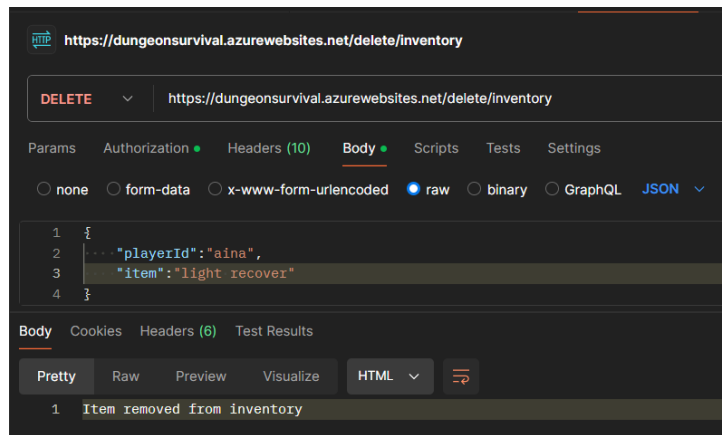 HTTP https://dungeonsurvival.azurewebsites.net/delete/inventory
DELETE https://dungeonsurvival.azurewebsites.net/delete/inventory
Params Authorization Headers (10) Body Scripts Tests Settings
none form-data x-www-form-urlencoded raw binary GraphQL JSON
1 {
2 "playerId":"aina",
3 "item":"light recover"
4 }
Body Cookies Headers (6) Test Results
Pretty Raw Preview Visualize HTML
1 Item removed from inventory